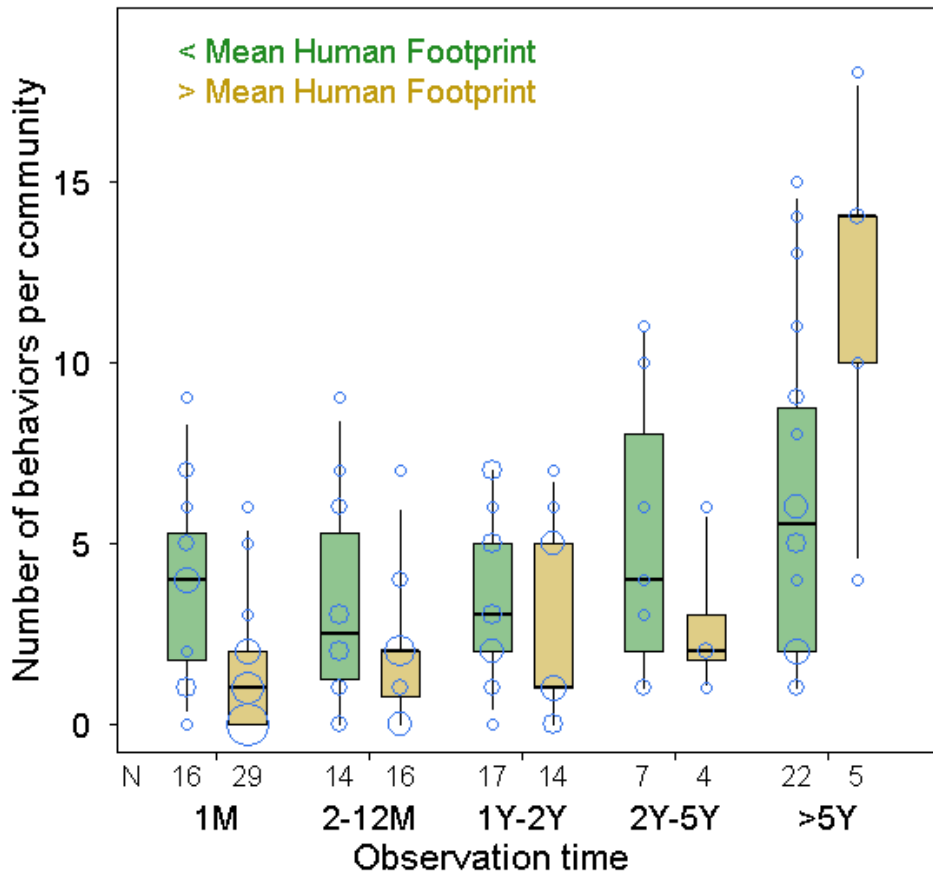 < Mean Human Footprint
> Mean Human Footprint
Number of behaviors per community
15
10
5
0
N 16 29 14 16 17 14 7 4 22 5
1M 2-12M 1Y-2Y 2Y-5Y >5Y
Observation time